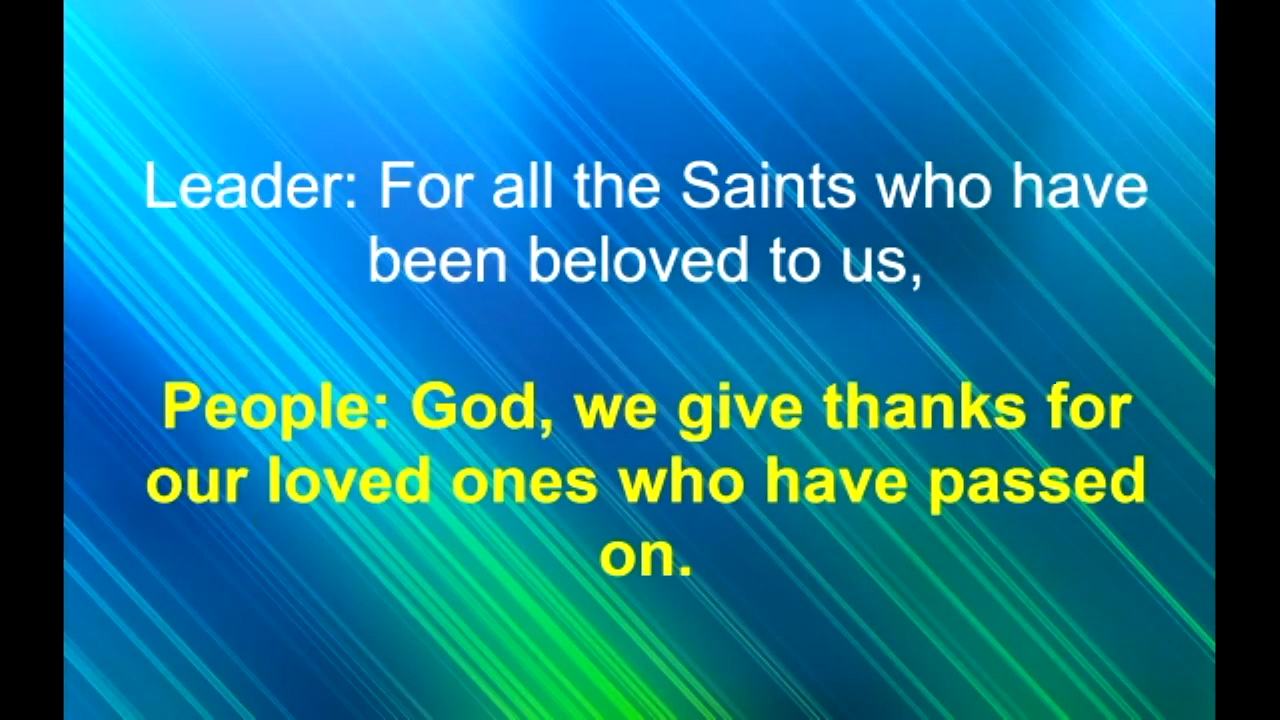 Leader: For all the Saints who have
been beloved to us,
People: God, we give thanks for
our loved ones who have passed
on.